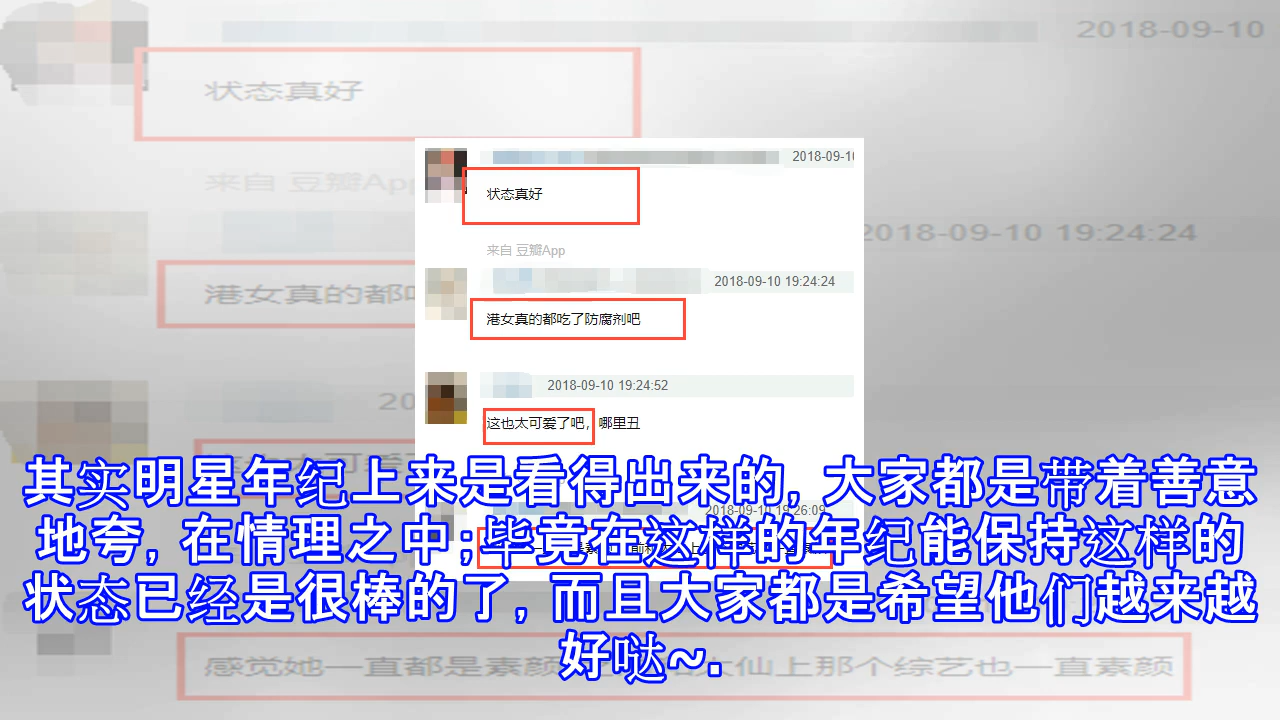 2018-09-10
状态真好
来自 豆瓣App
2018-09-10 19:24:24
港女真的都
2018-09-1
状态真好
来自 豆瓣App
2018-09-10 19:24:24
港女真的都吃了防腐剂吧
2018-09-10 19:24:52
这也太可爱了吧，哪里丑
2018-09-10 19:26:09
其实明星年纪上来是看得出来的, 大家都是带着善意
地夸, 在情理之中;毕竟在这样的年纪能保持这样的
状态已经是很棒的了, 而且大家都是希望他们越来越
好哒~.
感觉她一直都是素颜
仙上那个综艺也一直素颜